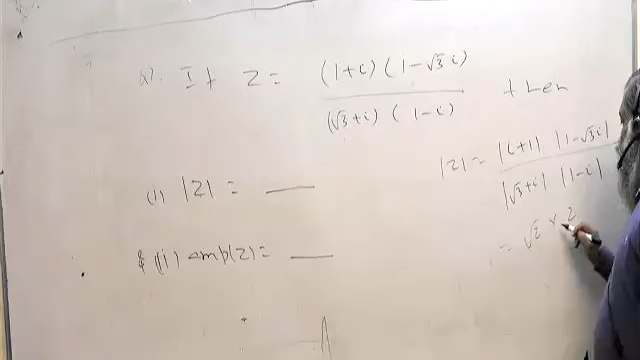 If z = (1+i)(1-√3i) / (√3+i)(1-i) then
(i) |z| = ____
& (ii) amp(z) = ____
|z| = |i+1| |1-√3i| / |√3+i| |1-i|
= √2 × 2